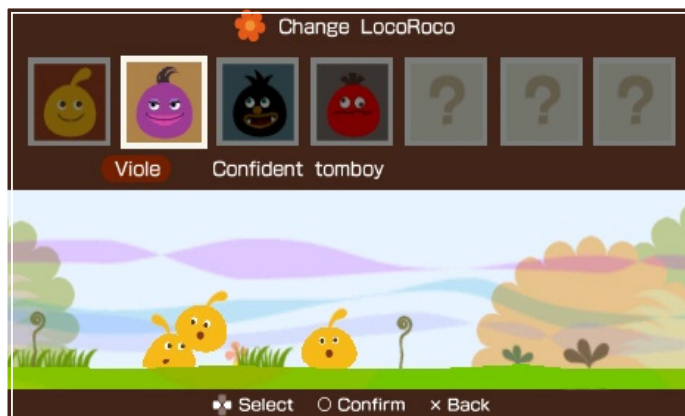 Change LocoRoco
? ? ?
Viole Confident tomboy
Select ○ Confirm × Back